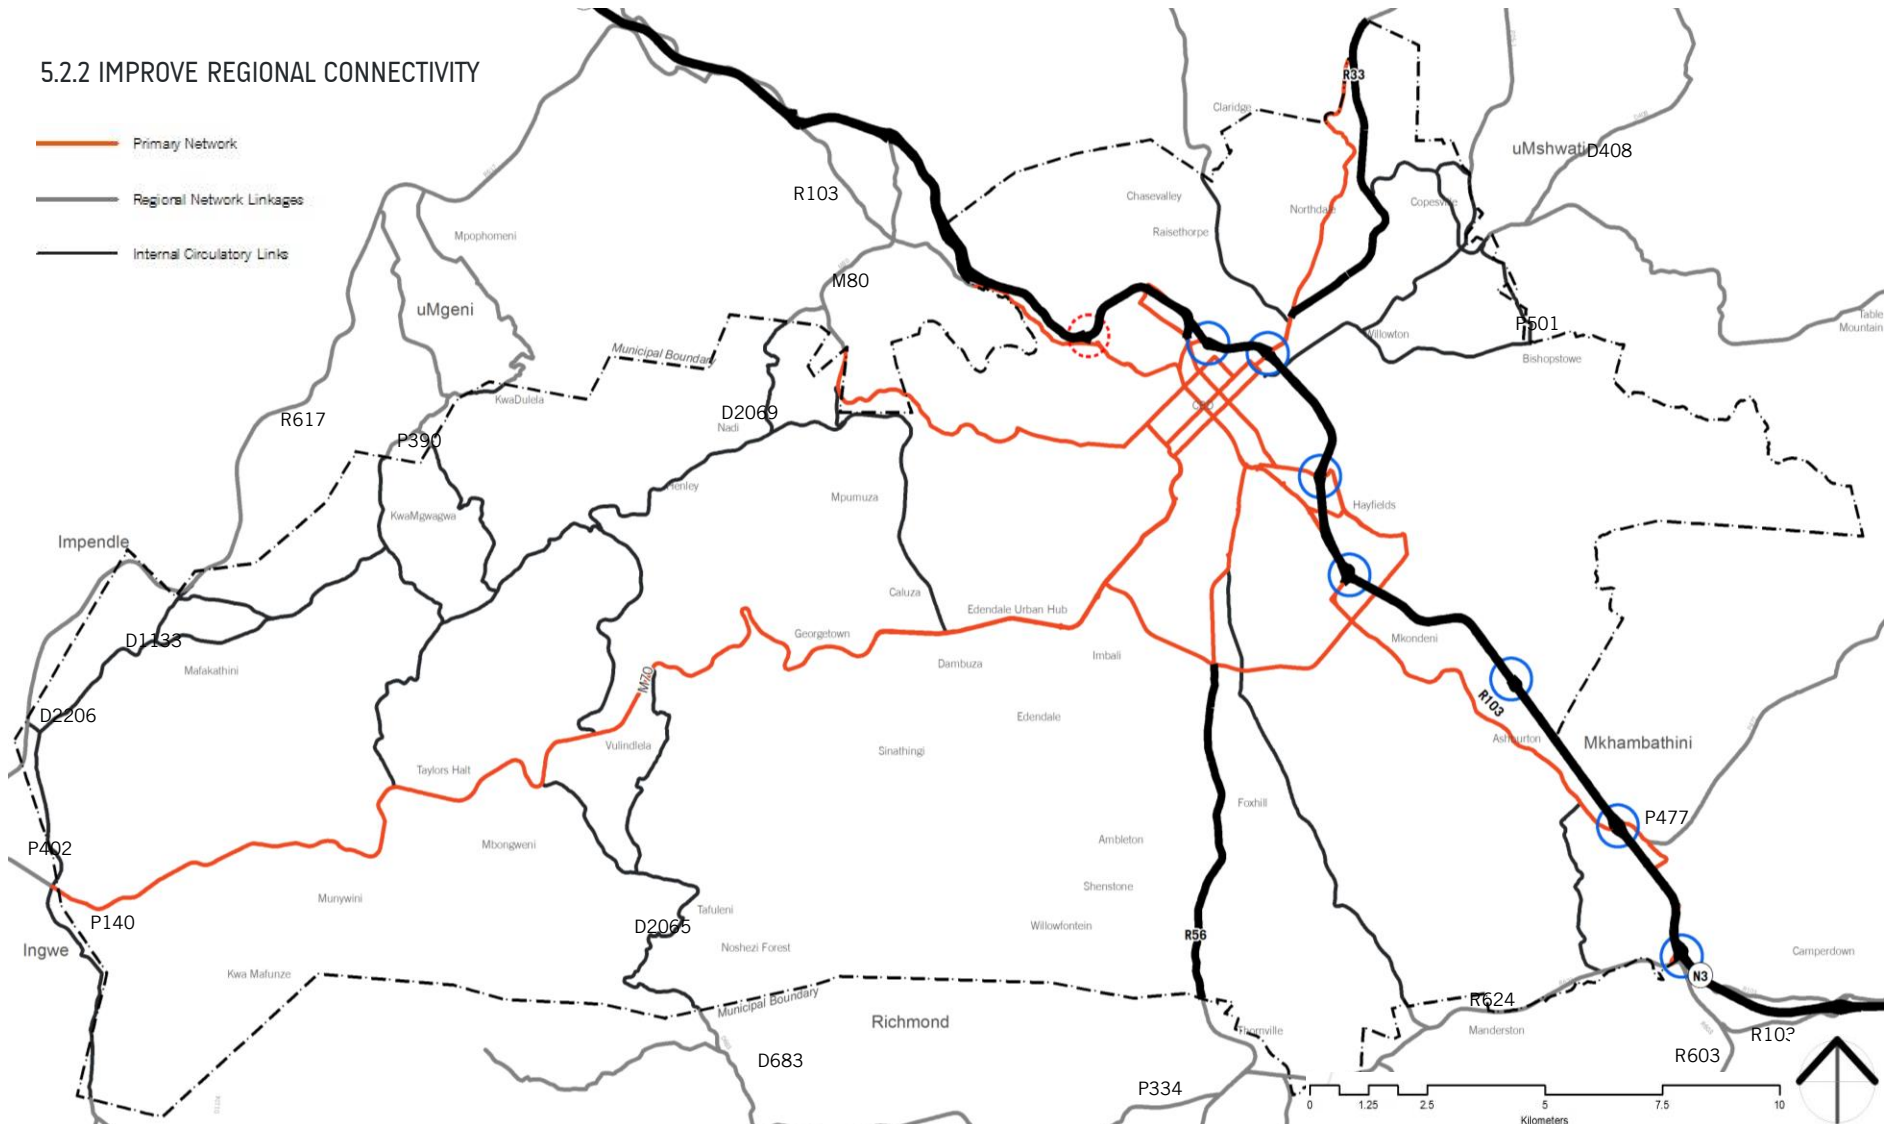 5.2.2 IMPROVE REGIONAL CONNECTIVITY
Primary Network
Regional Network Linkages
Internal Circulatory Links
R33
Claridge
uMshwati
D408
R103
Chasevalley
Northdale
Copesville
Raisethorpe
Mpophomeni
M80
uMgeni
Table
Mountain
P501
Willowton
Bishopstowe
Municipal Boundary
KwaDulela
CBD
R617
D2069
Nadi
P390
Henley
Mpumuza
Hayfields
KwaMgwagwa
Impendle
Caluza
Edendale Urban Hub
Georgetown
D1133
Mafakathini
Dambuza
Imbali
Mkondeni
M70
D2206
Edendale
R103
Ashburton
Mkhambathini
Vulindlela
Sinathingi
Taylors Halt
Foxhill
P477
Mbongweni
Ambleton
P402
Shenstone
Munywini
P140
Tafuleni
D2065
Willowfontein
R56
Ingwe
Noshezi Forest
Camperdown
Kwa Mafunze
N3
Municipal Boundary
R624
Richmond
Thornville
Manderston
R103
R603
D683
P334
0
1.25
2.5
5
7.5
10
Kilometers